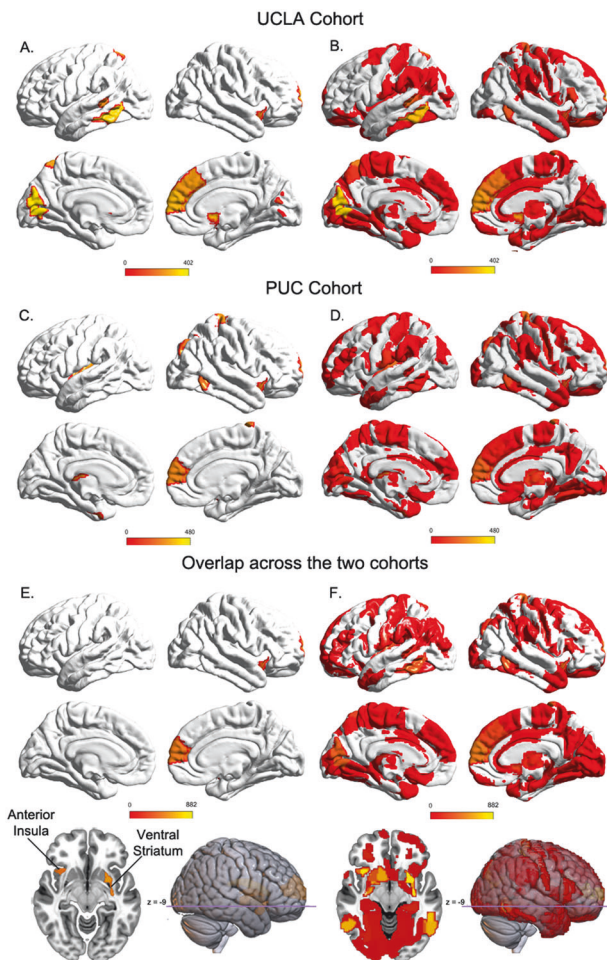 UCLA Cohort
A.
B.
0 402
0 402
PUC Cohort
C.
D.
0 480
0 480
Overlap across the two cohorts
E.
F.
0 882
0 882
Anterior
Insula
Ventral
Striatum
z = -9
z = -9